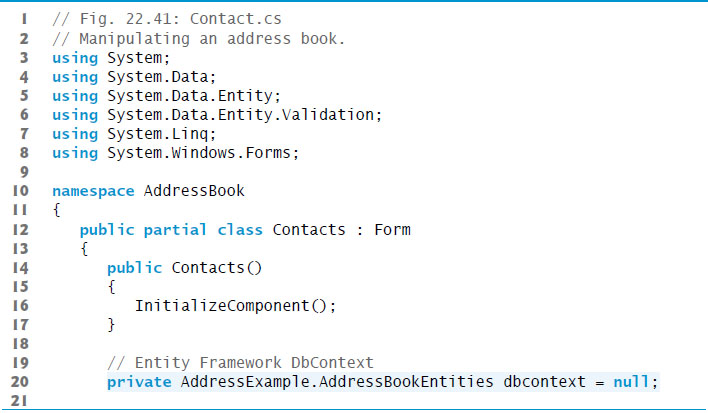 1 // Fig. 22.41: Contact.cs
2 // Manipulating an address book.
3 using System;
4 using System.Data;
5 using System.Data.Entity;
6 using System.Data.Entity.Validation;
7 using System.Linq;
8 using System.Windows.Forms;
9
10 namespace AddressBook
11 {
12 public partial class Contacts : Form
13 {
14 public Contacts()
15 {
16 InitializeComponent();
17 }
18
19 // Entity Framework DbContext
20 private AddressExample.AddressBookEntities dbcontext = null;
21